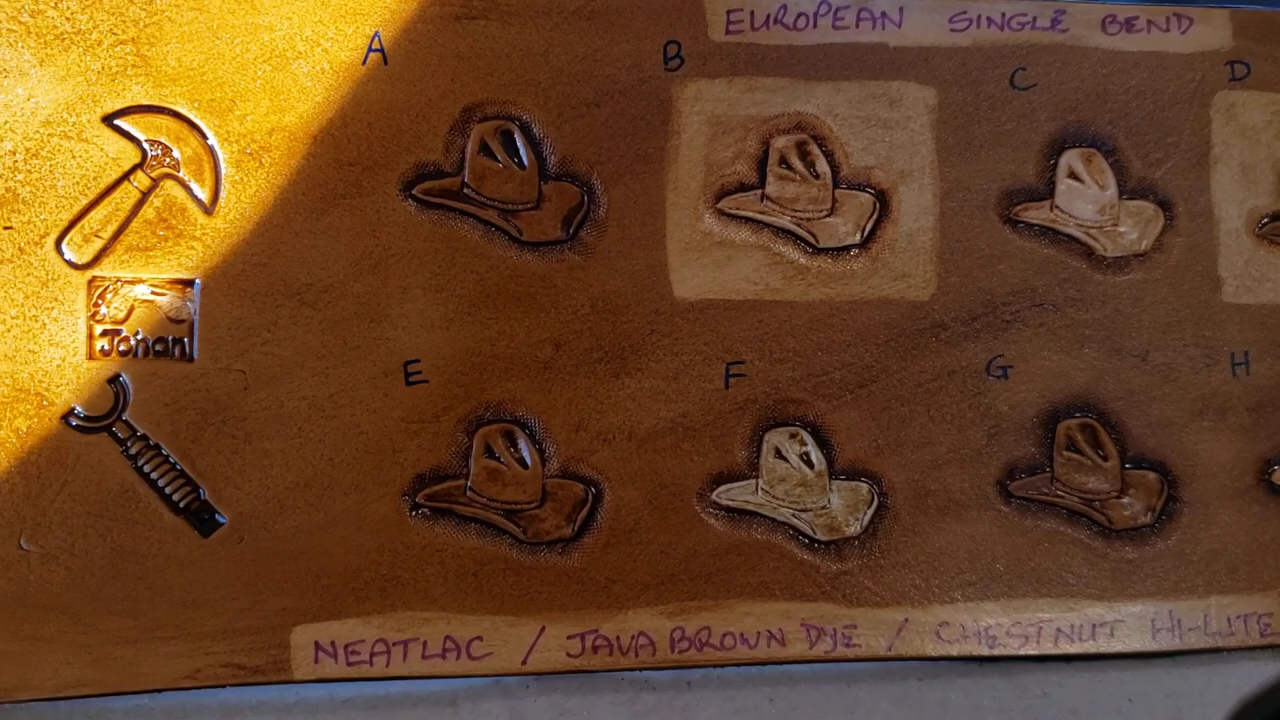 EUROPEAN SINGLE BEND
A B C D
Johan
E F G H
NEATLAC / JAVA BROWN DYE / CHESTNUT HI-LITE